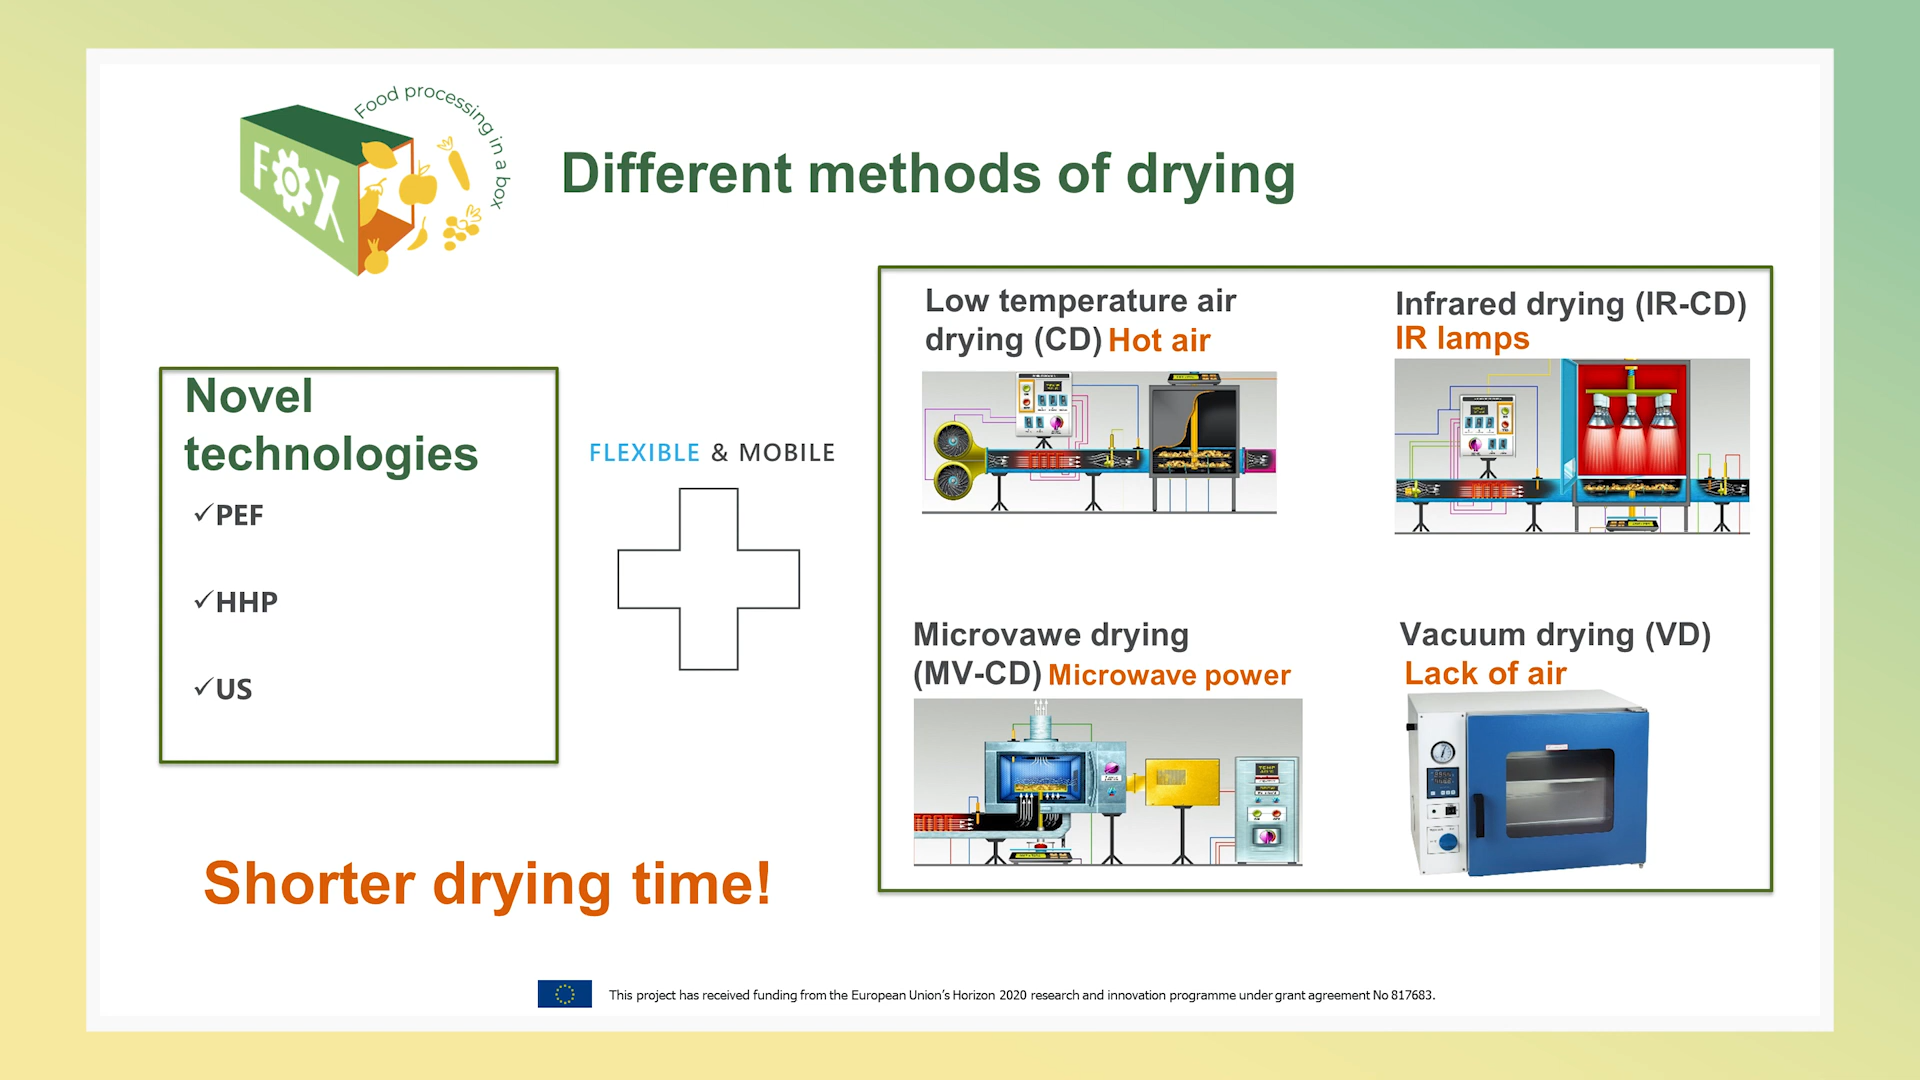 Food processing in a box
FOX
Different methods of drying
Novel
technologies
✓PEF
✓HHP
✓US
FLEXIBLE & MOBILE
Low temperature air
drying (CD) Hot air
Infrared drying (IR-CD)
IR lamps
Microvawe drying
(MV-CD) Microwave power
Vacuum drying (VD)
Lack of air
Shorter drying time!
This project has received funding from the European Union's Horizon 2020 research and innovation programme under grant agreement No 817683.